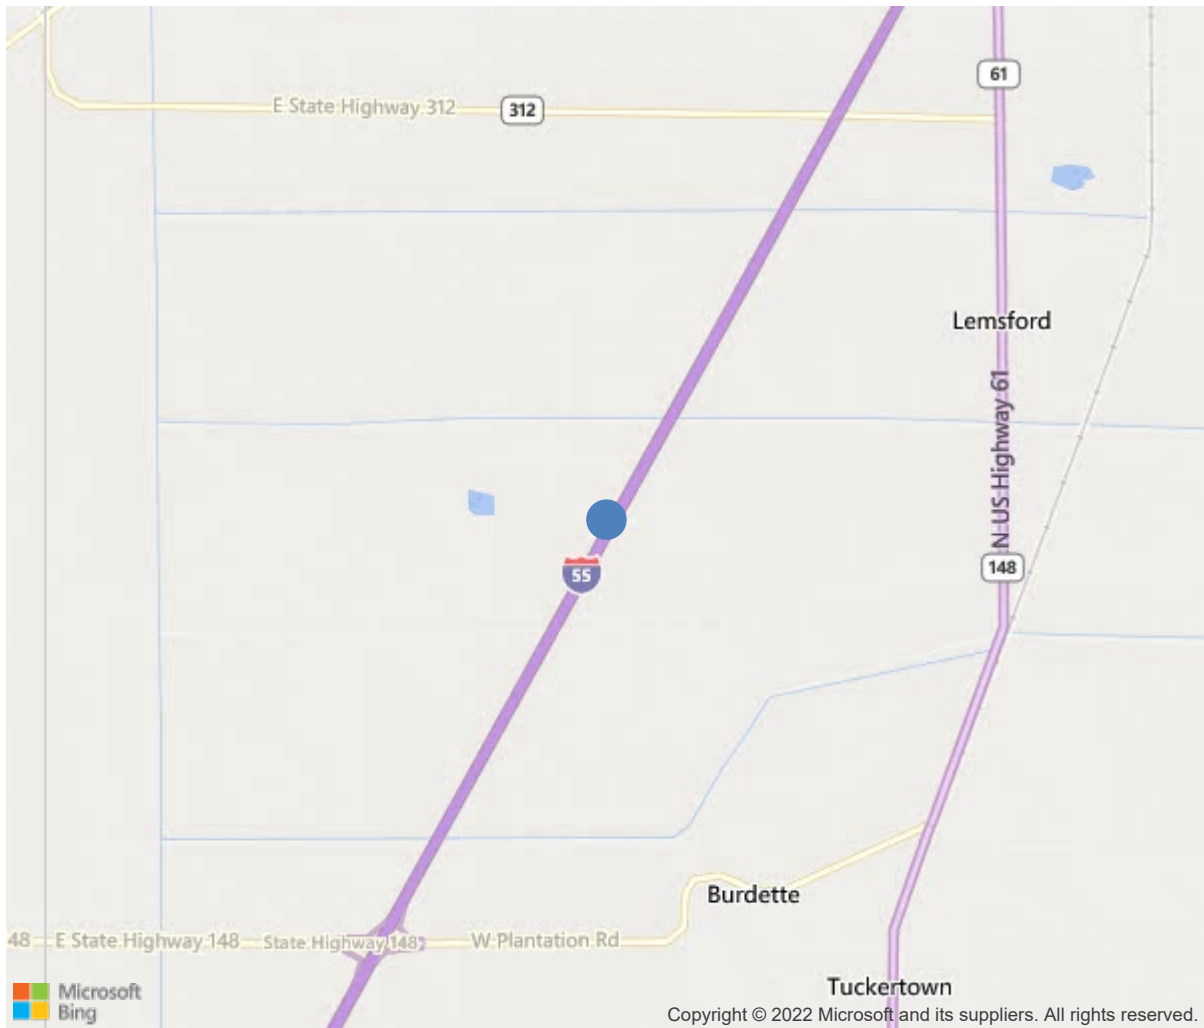 61
E State Highway 312
312
Lemsford
N US Highway 61
55
148
Burdette
48
E State Highway 148
State Highway 148
W Plantation Rd
Tuckertown
Microsoft
Bing
Copyright © 2022 Microsoft and its suppliers. All rights reserved.